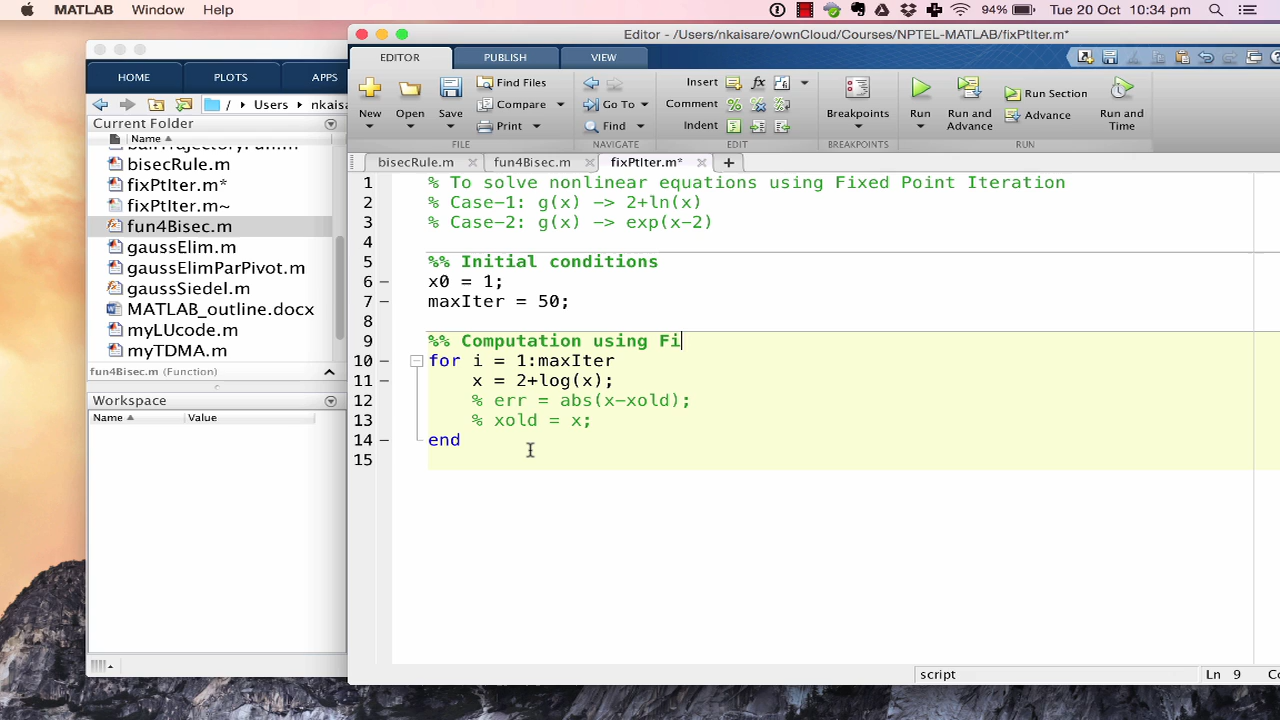 MATLAB Window Help 94% Tue 20 Oct 10:34 pm
Editor - /Users/nkaisare/ownCloud/Courses/NPTEL-MATLAB/fixPtIter.m*
HOME PLOTS APPS
EDITOR PUBLISH VIEW
New Open Save
Find Files
Compare
Print
FILE
Go To
Find
NAVIGATE
Insert
Comment
Indent
EDIT
Breakpoints
BREAKPOINTS
Run
Run and Advance
Run Section
Advance
Run and Time
RUN
/ Users nkaisa
Current Folder
Name
bisecRule.m
fixPtIter.m*
fixPtIter.m~
fun4Bisec.m
gaussElim.m
gaussElimParPivot.m
gaussSiedel.m
MATLAB_outline.docx
myLUcode.m
myTDMA.m
fun4Bisec.m (Function)
Workspace
Name Value
bisecRule.m fun4Bisec.m fixPtIter.m*
1 % To solve nonlinear equations using Fixed Point Iteration
2 % Case-1: g(x) -> 2+ln(x)
3 % Case-2: g(x) -> exp(x-2)
4
5 %% Initial conditions
6 x0 = 1;
7 maxIter = 50;
8
9 %% Computation using Fi
10 for i = 1:maxIter
11 x = 2+log(x);
12 % err = abs(x-xold);
13 % xold = x;
14 end
15
script Ln 9